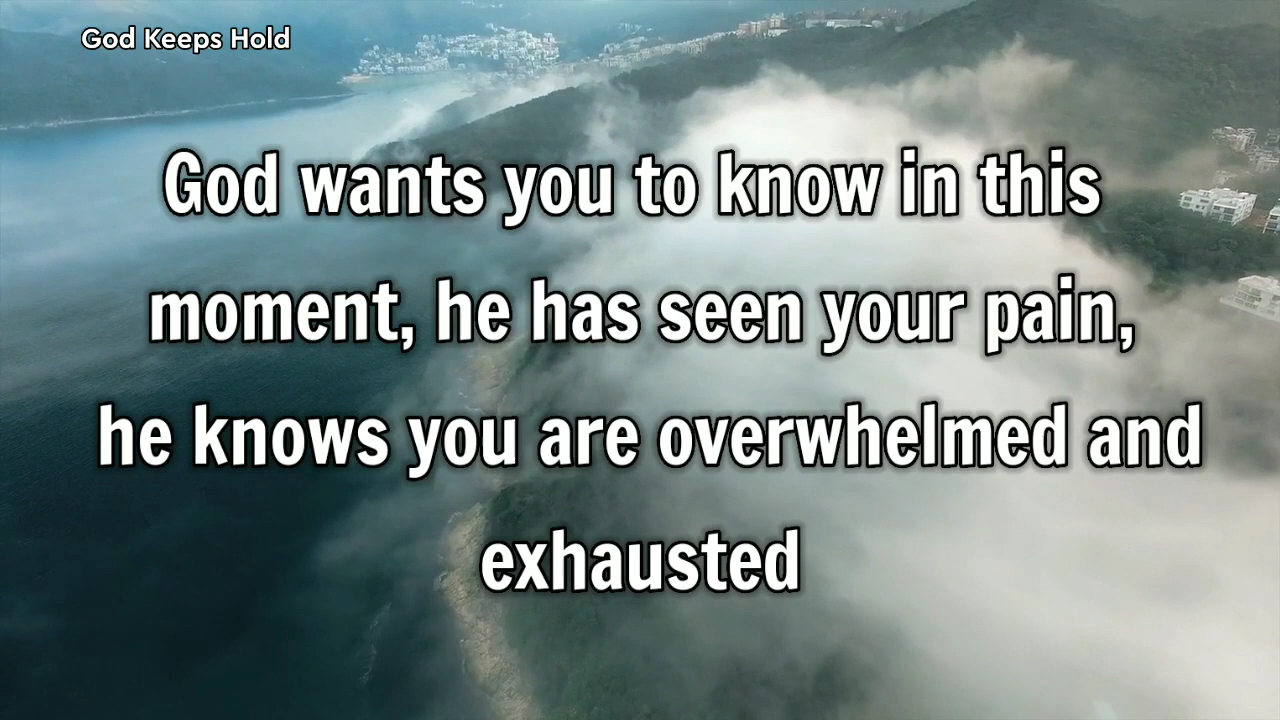 God Keeps Hold
God wants you to know in this
moment, he has seen your pain,
he knows you are overwhelmed and
exhausted